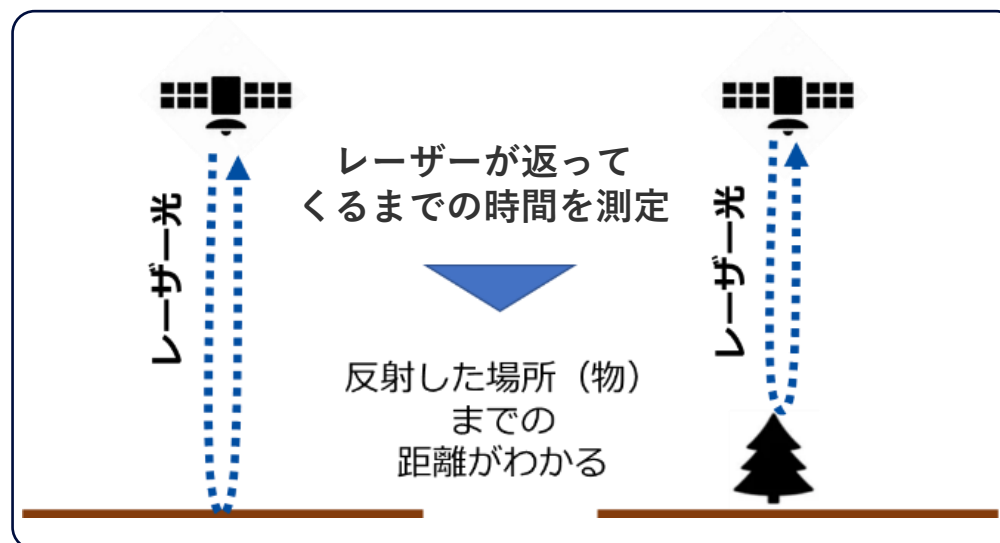 レーザーが返って
くるまでの時間を測定
レーザー光
レーザー光
反射した場所（物）
までの
距離がわかる